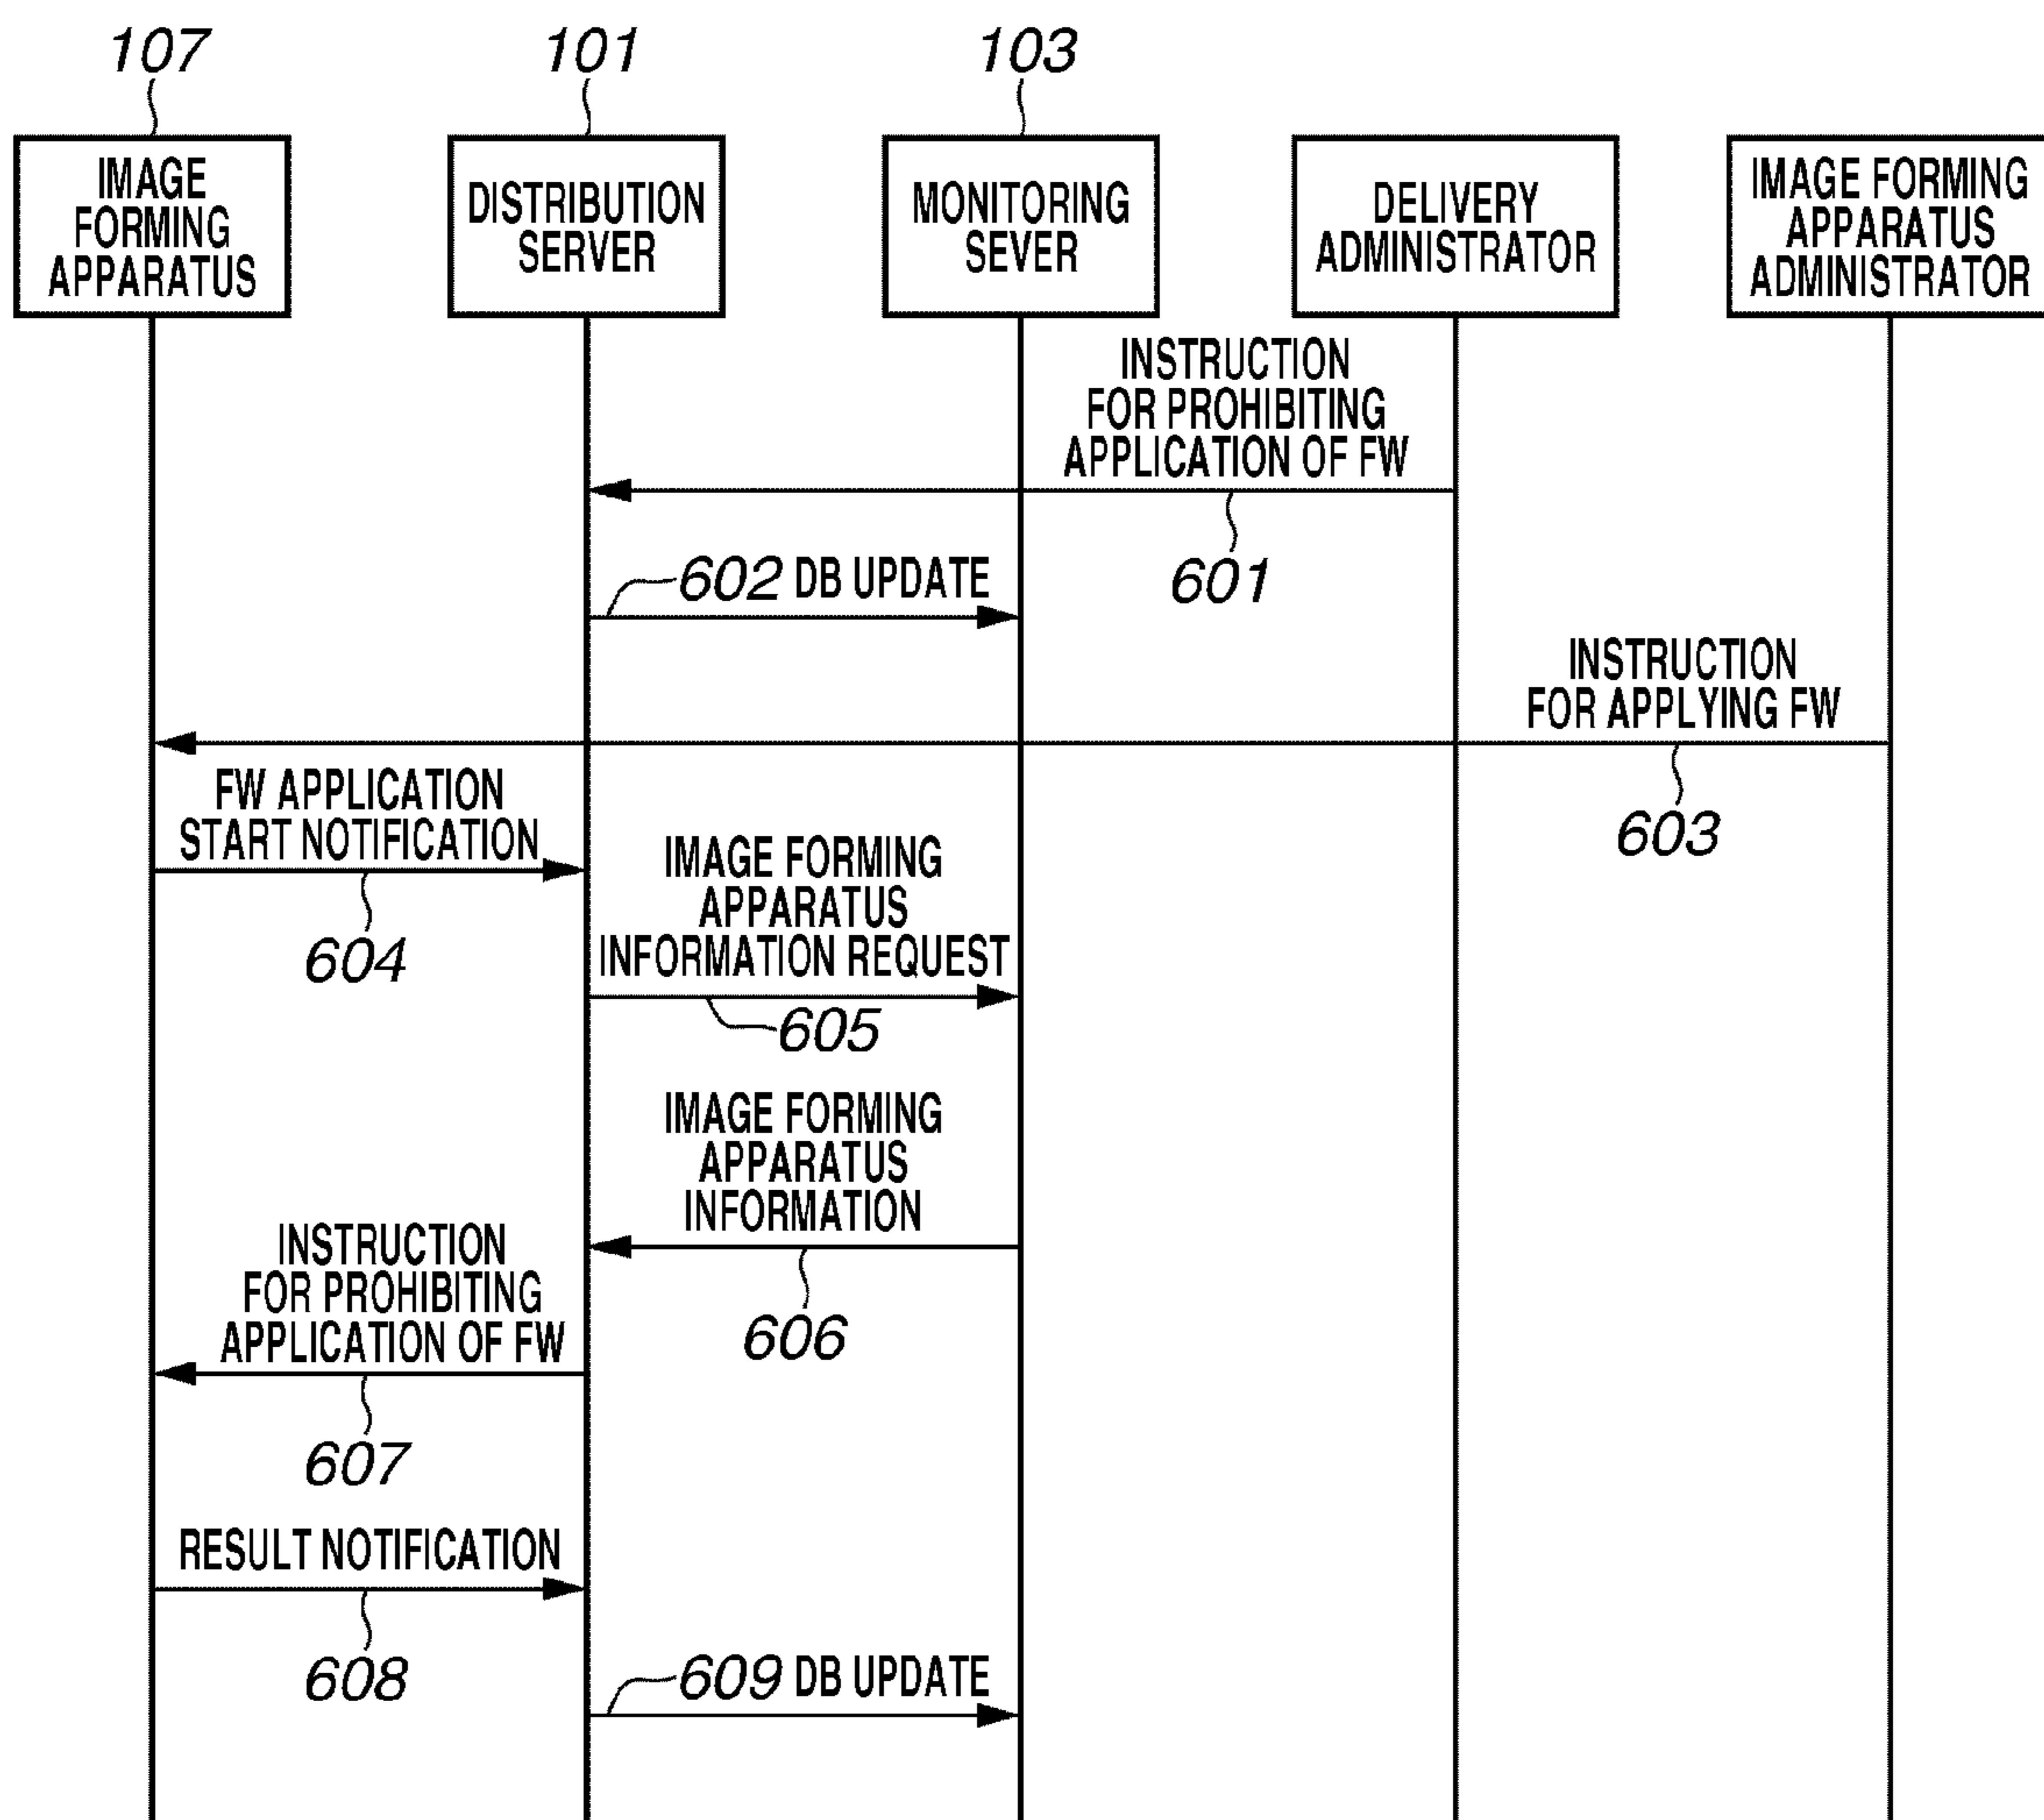 107
101
103
IMAGE
FORMING
APPARATUS
DISTRIBUTION
SERVER
MONITORING
SEVER
DELIVERY
ADMINISTRATOR
IMAGE FORMING
APPARATUS
ADMINISTRATOR
INSTRUCTION
FOR PROHIBITING
APPLICATION OF FW
601
602 DB UPDATE
INSTRUCTION
FOR APPLYING FW
603
FW APPLICATION
START NOTIFICATION
604
IMAGE FORMING
APPARATUS
INFORMATION REQUEST
605
IMAGE FORMING
APPARATUS
INFORMATION
606
INSTRUCTION
FOR PROHIBITING
APPLICATION OF FW
607
RESULT NOTIFICATION
608
609 DB UPDATE